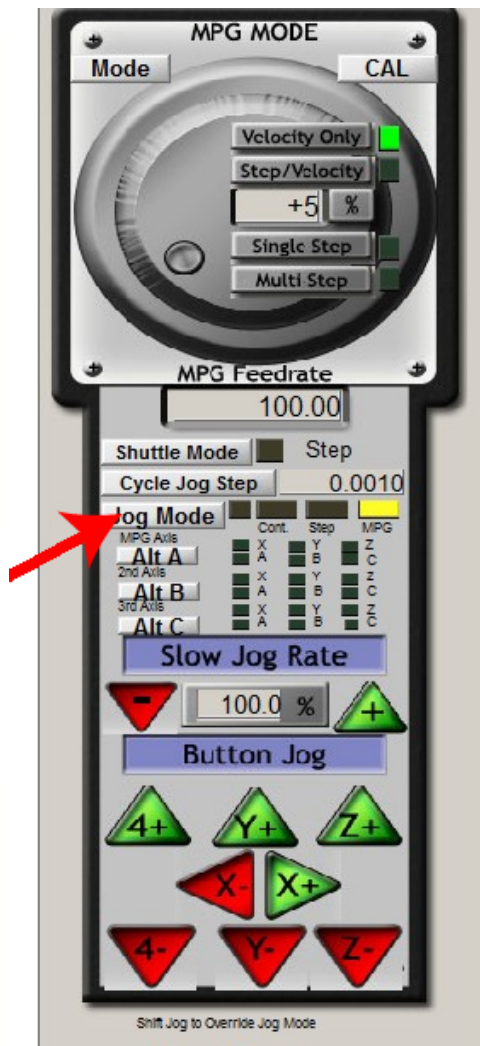 MPG MODE
Mode CAL
Velocity Only
Step/Velocity
+5 %
Single Step
Multi Step
MPG Feedrate
100.00
Shuttle Mode Step
Cycle Jog Step 0.0010
Jog Mode Cont. Step MPG
MPG Axis
Alt A X Y Z
A B C
2nd Axis
Alt B X Y Z
A B C
3rd Axis
Alt C X Y Z
A B C
Slow Jog Rate
- 100.0 % +
Button Jog
4+ Y+ Z+
X- X+
4- Y- Z-
Shift Jog to Override Jog Mode